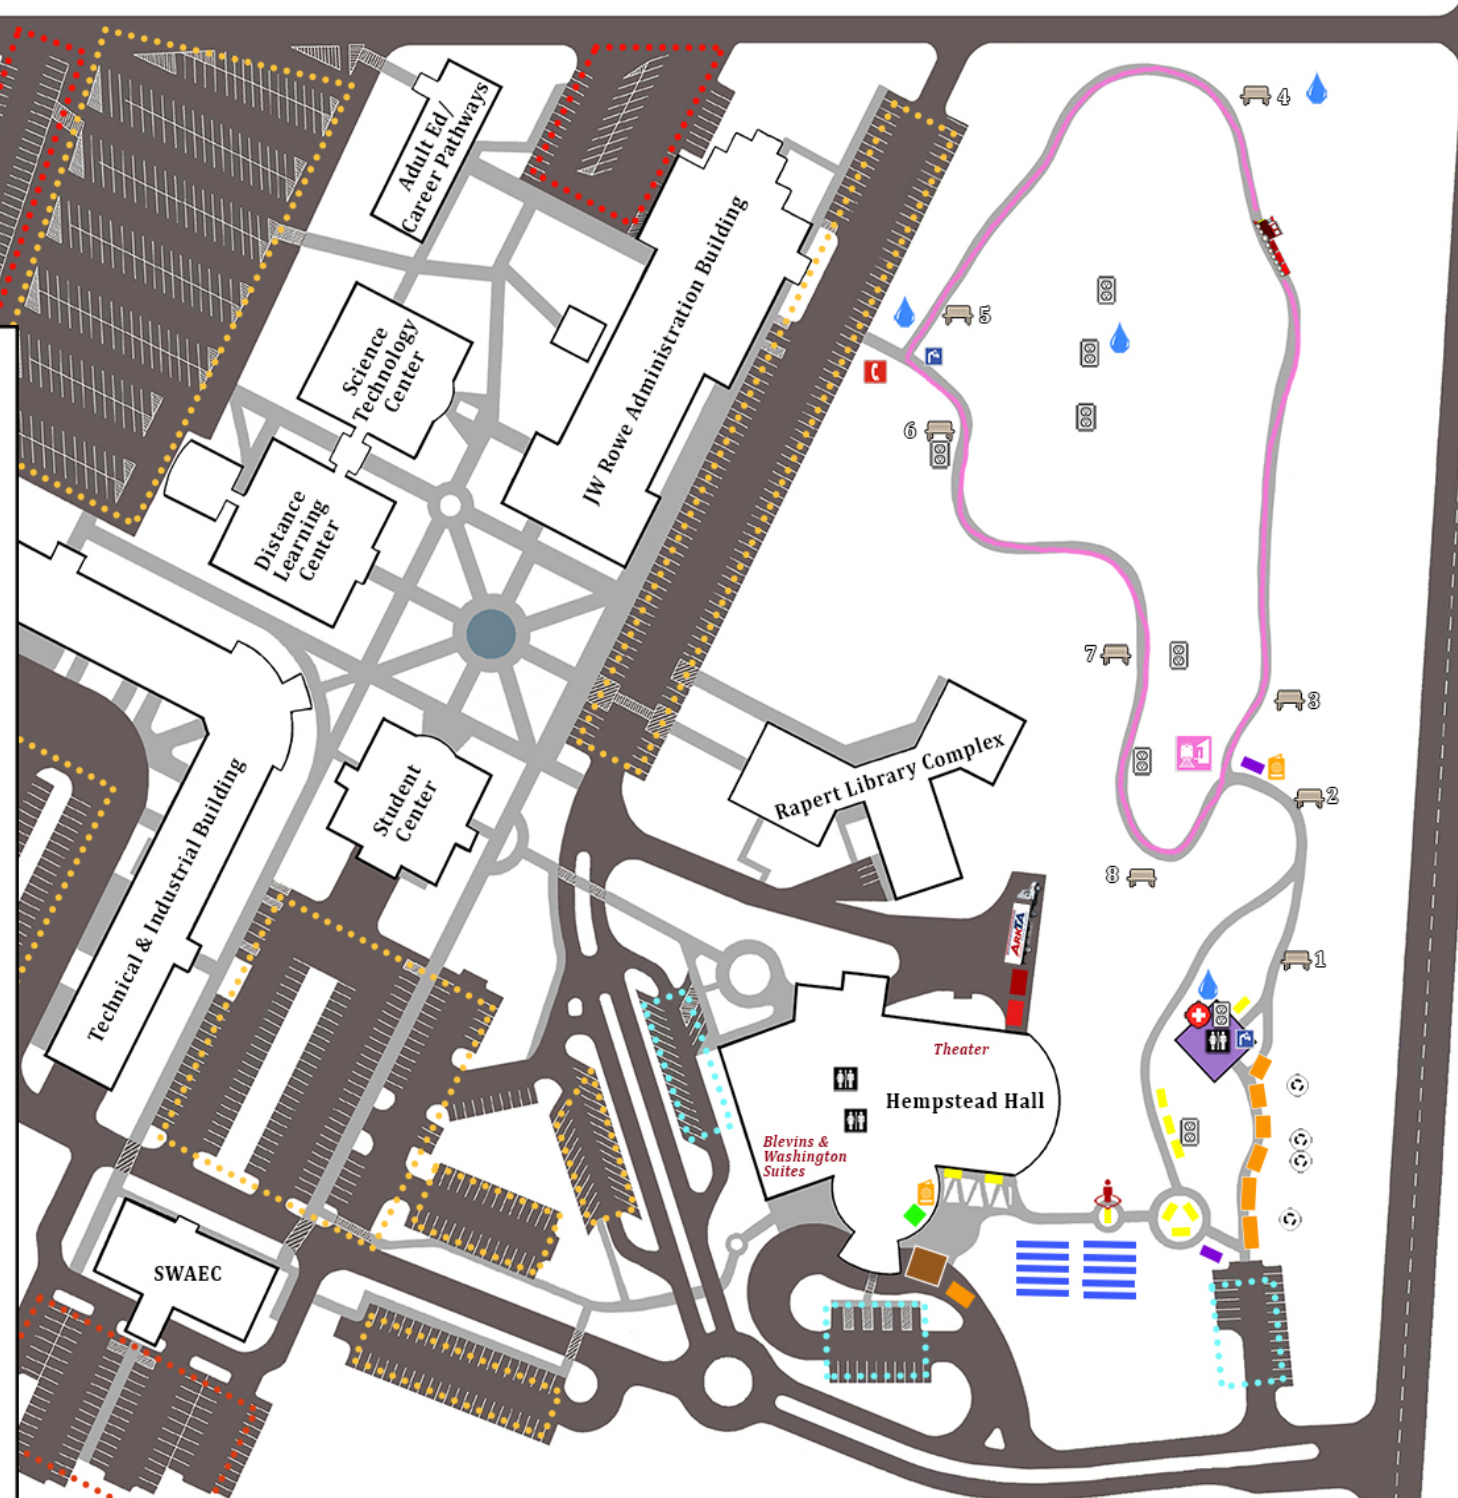 Adult Ed/
Career Pathways
4
JW Rowe Administration Building
5
Science
Technology
Center
6
Distance
Learning
Center
7
3
Rapert Library Complex
2
Student
Center
Technical & Industrial Building
8
ARKTA
1
Theater
Hempstead Hall
Blevins &
Washington
Suites
SWAEC